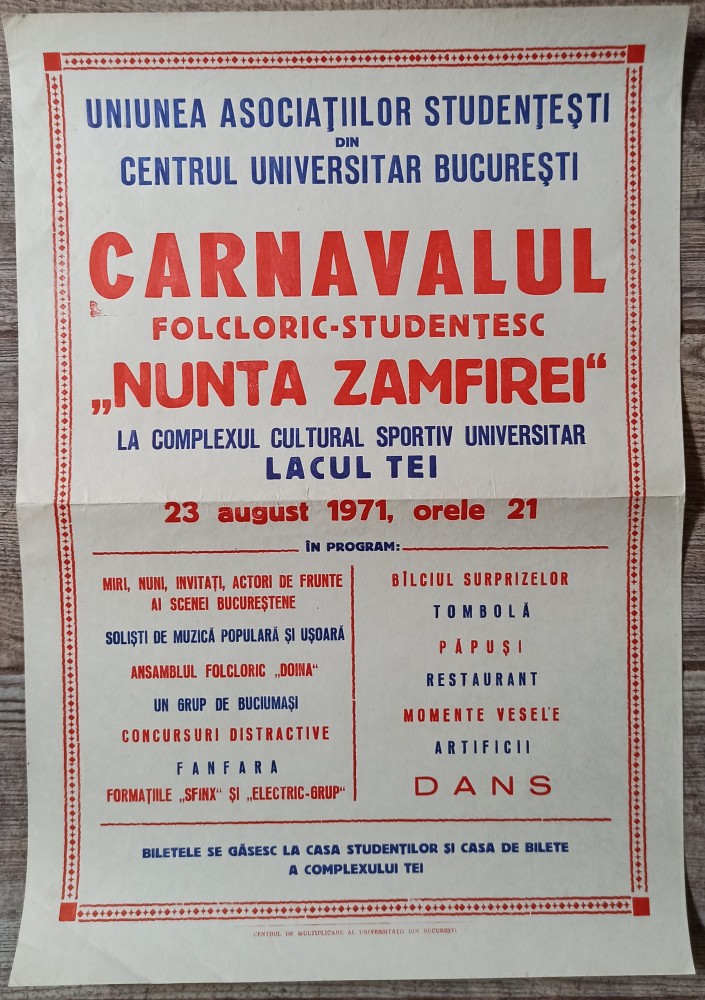 UNIUNEA ASOCIAŢIILOR STUDENŢEŞTI
DIN
CENTRUL UNIVERSITAR BUCUREŞTI
CARNAVALUL
FOLCLORIC-STUDENŢESC
„NUNTA ZAMFIREI“
LA COMPLEXUL CULTURAL SPORTIV UNIVERSITAR
LACUL TEI
23 august 1971, orele 21
ÎN PROGRAM:
MIRI, NUNI, INVITAŢI, ACTORI DE FRUNTE
AI SCENEI BUCUREŞTENE
SOLIŞTI DE MUZICĂ POPULARĂ ŞI UŞOARĂ
ANSAMBLUL FOLCLORIC „DOINA“
UN GRUP DE BUCIUMAŞI
CONCURSURI DISTRACTIVE
FANFARA
FORMAŢIILE „SFINX“ ŞI „ELECTRIC-GRUP“
BÎLCIUL SURPRIZELOR
TOMBOLĂ
PĂPUŞI
RESTAURANT
MOMENTE VESELE
ARTIFICII
DANS
BILETELE SE GĂSESC LA CASA STUDENŢILOR ŞI CASA DE BILETE
A COMPLEXULUI TEI
CENTRUL DE MULTIPLICARE AL UNIVERSITAŢII DIN BUCUREŞTI